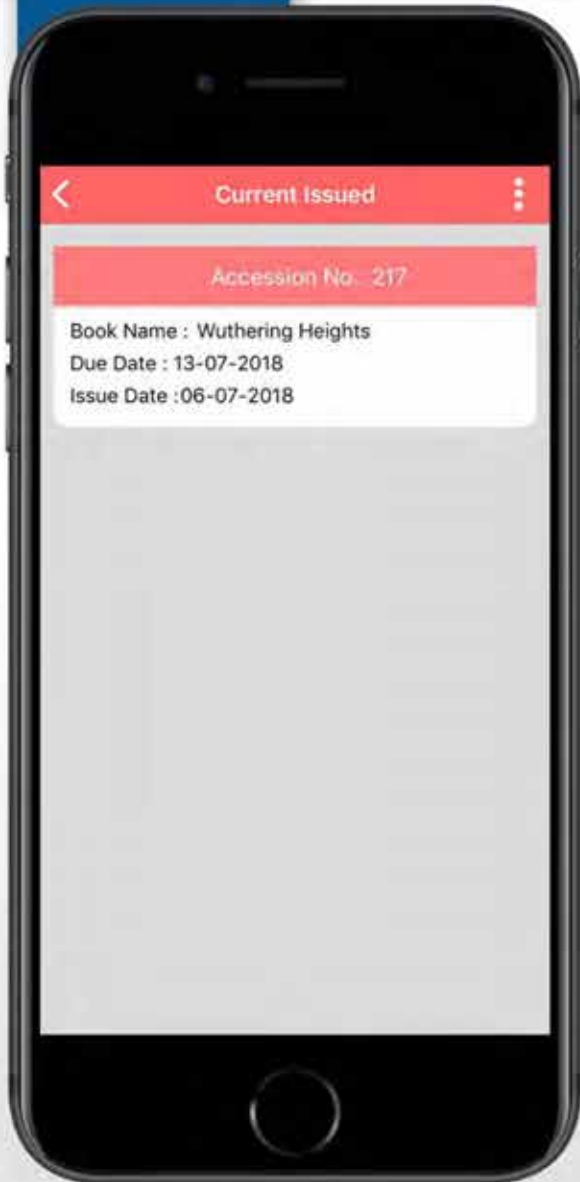 Current Issued
Accession No. 217
Book Name : Wuthering Heights
Due Date : 13-07-2018
Issue Date :06-07-2018